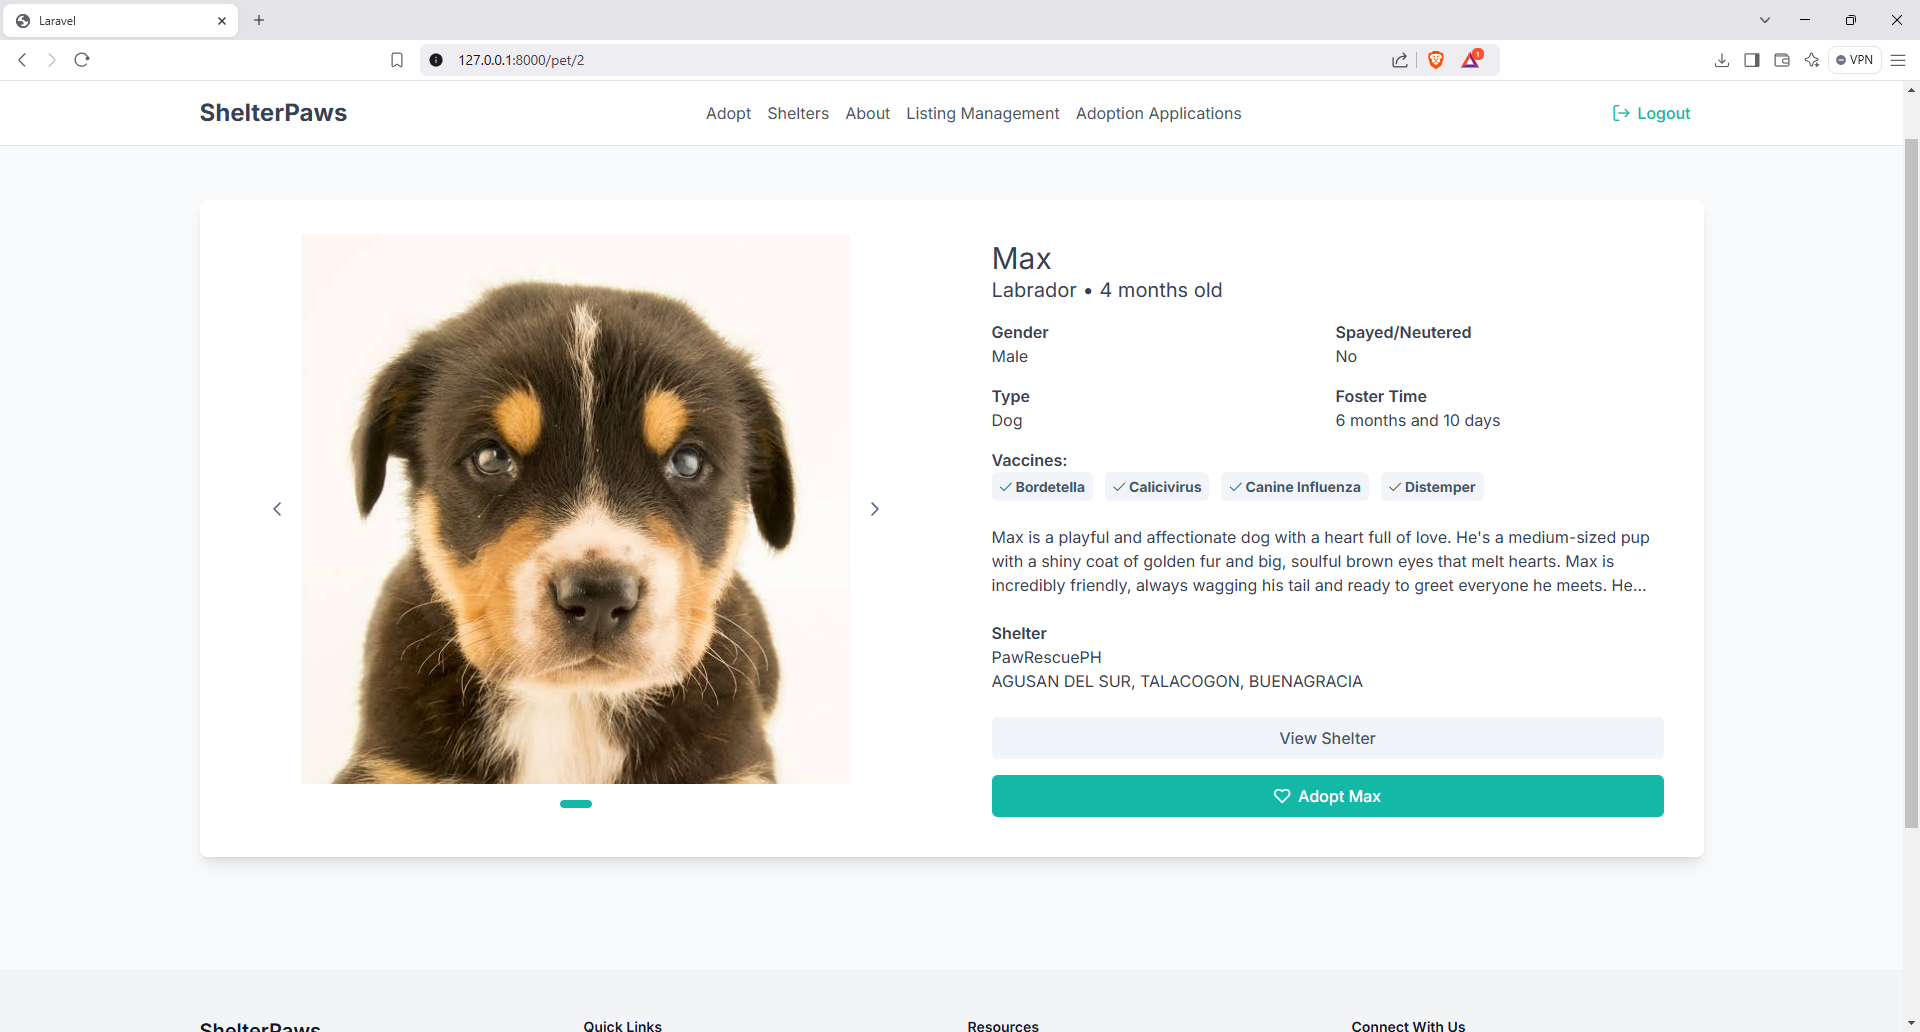 Laravel
127.0.0.1:8000/pet/2
1
VPN
ShelterPaws
Adopt Shelters About Listing Management Adoption Applications
Logout
Max
Labrador • 4 months old
Gender Spayed/Neutered
Male No
Type Foster Time
Dog 6 months and 10 days
Vaccines:
Bordetella Calicivirus Canine Influenza Distemper
Max is a playful and affectionate dog with a heart full of love. He's a medium-sized pup
with a shiny coat of golden fur and big, soulful brown eyes that melt hearts. Max is
incredibly friendly, always wagging his tail and ready to greet everyone he meets. He...
Shelter
PawRescuePH
AGUSAN DEL SUR, TALACOGON, BUENAGRACIA
View Shelter
Adopt Max
ShelterPaws Quick Links Resources Connect With Us